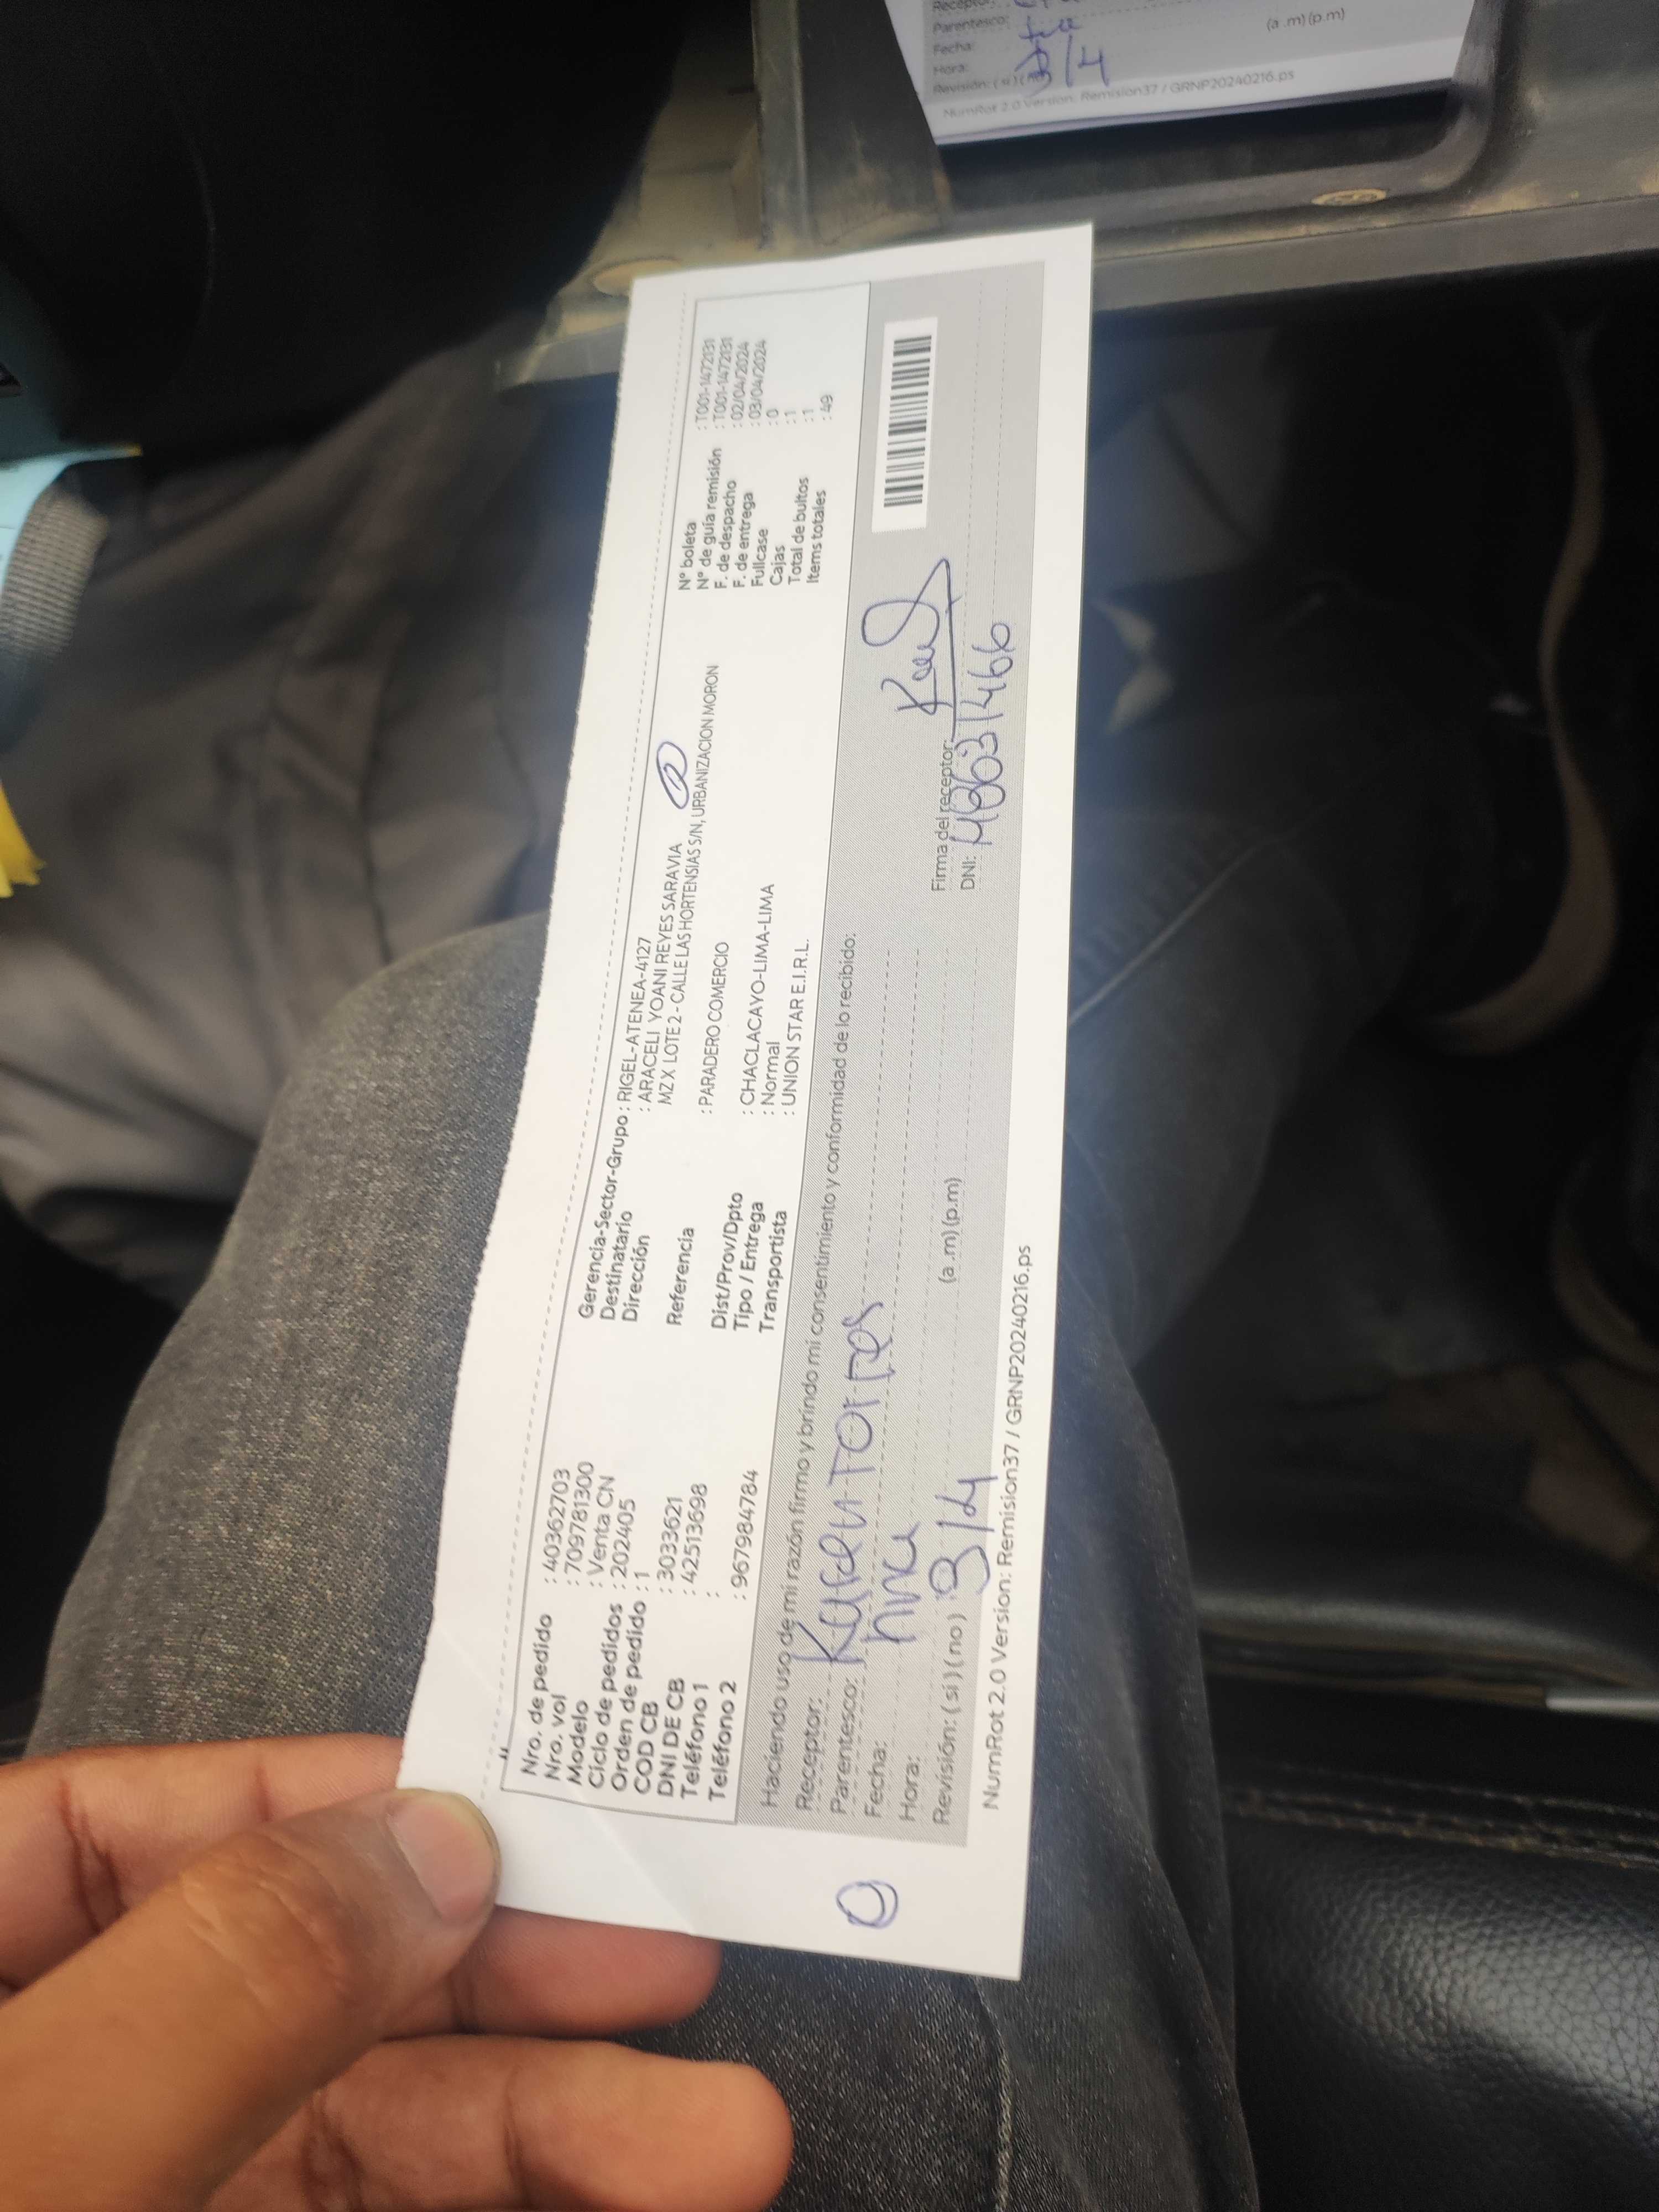 Parentesco:
Fecha:
Hora:
3/4
(a .m) (p.m)
Revisión: ( si ) ( no )
NumRot 2.0 Version: Remision37 / GRNP20240216.ps
Nro. de pedido : 40362703
Nro. vol : 709781300
Modelo : Venta CN
Ciclo de pedidos : 202405
Orden de pedido : 1
COD CB : 3033621
DNI DE CB : 42513698
Teléfono 1 :
Teléfono 2 : 967984784
Gerencia-Sector-Grupo : RIGEL-ATENEA-4127
Destinatario : ARACELI YOANI REYES SARAVIA
Dirección MZ X LOTE 2 - CALLE LAS HORTENSIAS S/N, URBANIZACION MORON
Referencia : PARADERO COMERCIO
Dist/Prov/Dpto : CHACLACAYO-LIMA-LIMA
Tipo / Entrega : Normal
Transportista : UNION STAR E.I.R.L.
N° boleta : T001-1472131
N° de guía remisión : T001-1472131
F. de despacho : 02/04/2024
F. de entrega : 03/04/2024
Fullcase : 0
Cajas : 1
Total de bultos : 1
Items totales : 49
Haciendo uso de mi razón firmo y brindo mi consentimiento y conformidad de lo recibido:
Receptor: Karen Torres
Parentesco:
Fecha:
Hora: (a .m) (p.m)
Revisión: ( si ) ( no ) 3/4
Firma del receptor:
DNI:
NumRot 2.0 Version: Remision37 / GRNP20240216.ps